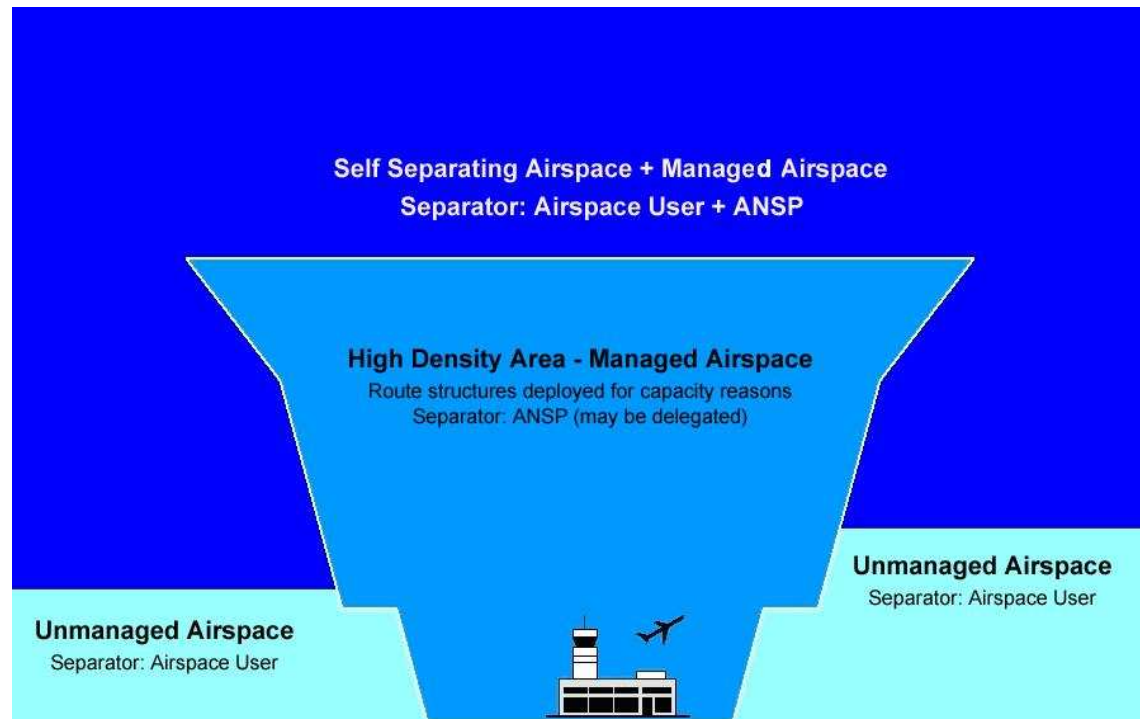 Self Separating Airspace + Managed Airspace
Separator: Airspace User + ANSP
High Density Area - Managed Airspace
Route structures deployed for capacity reasons
Separator: ANSP (may be delegated)
Unmanaged Airspace
Separator: Airspace User
Unmanaged Airspace
Separator: Airspace User